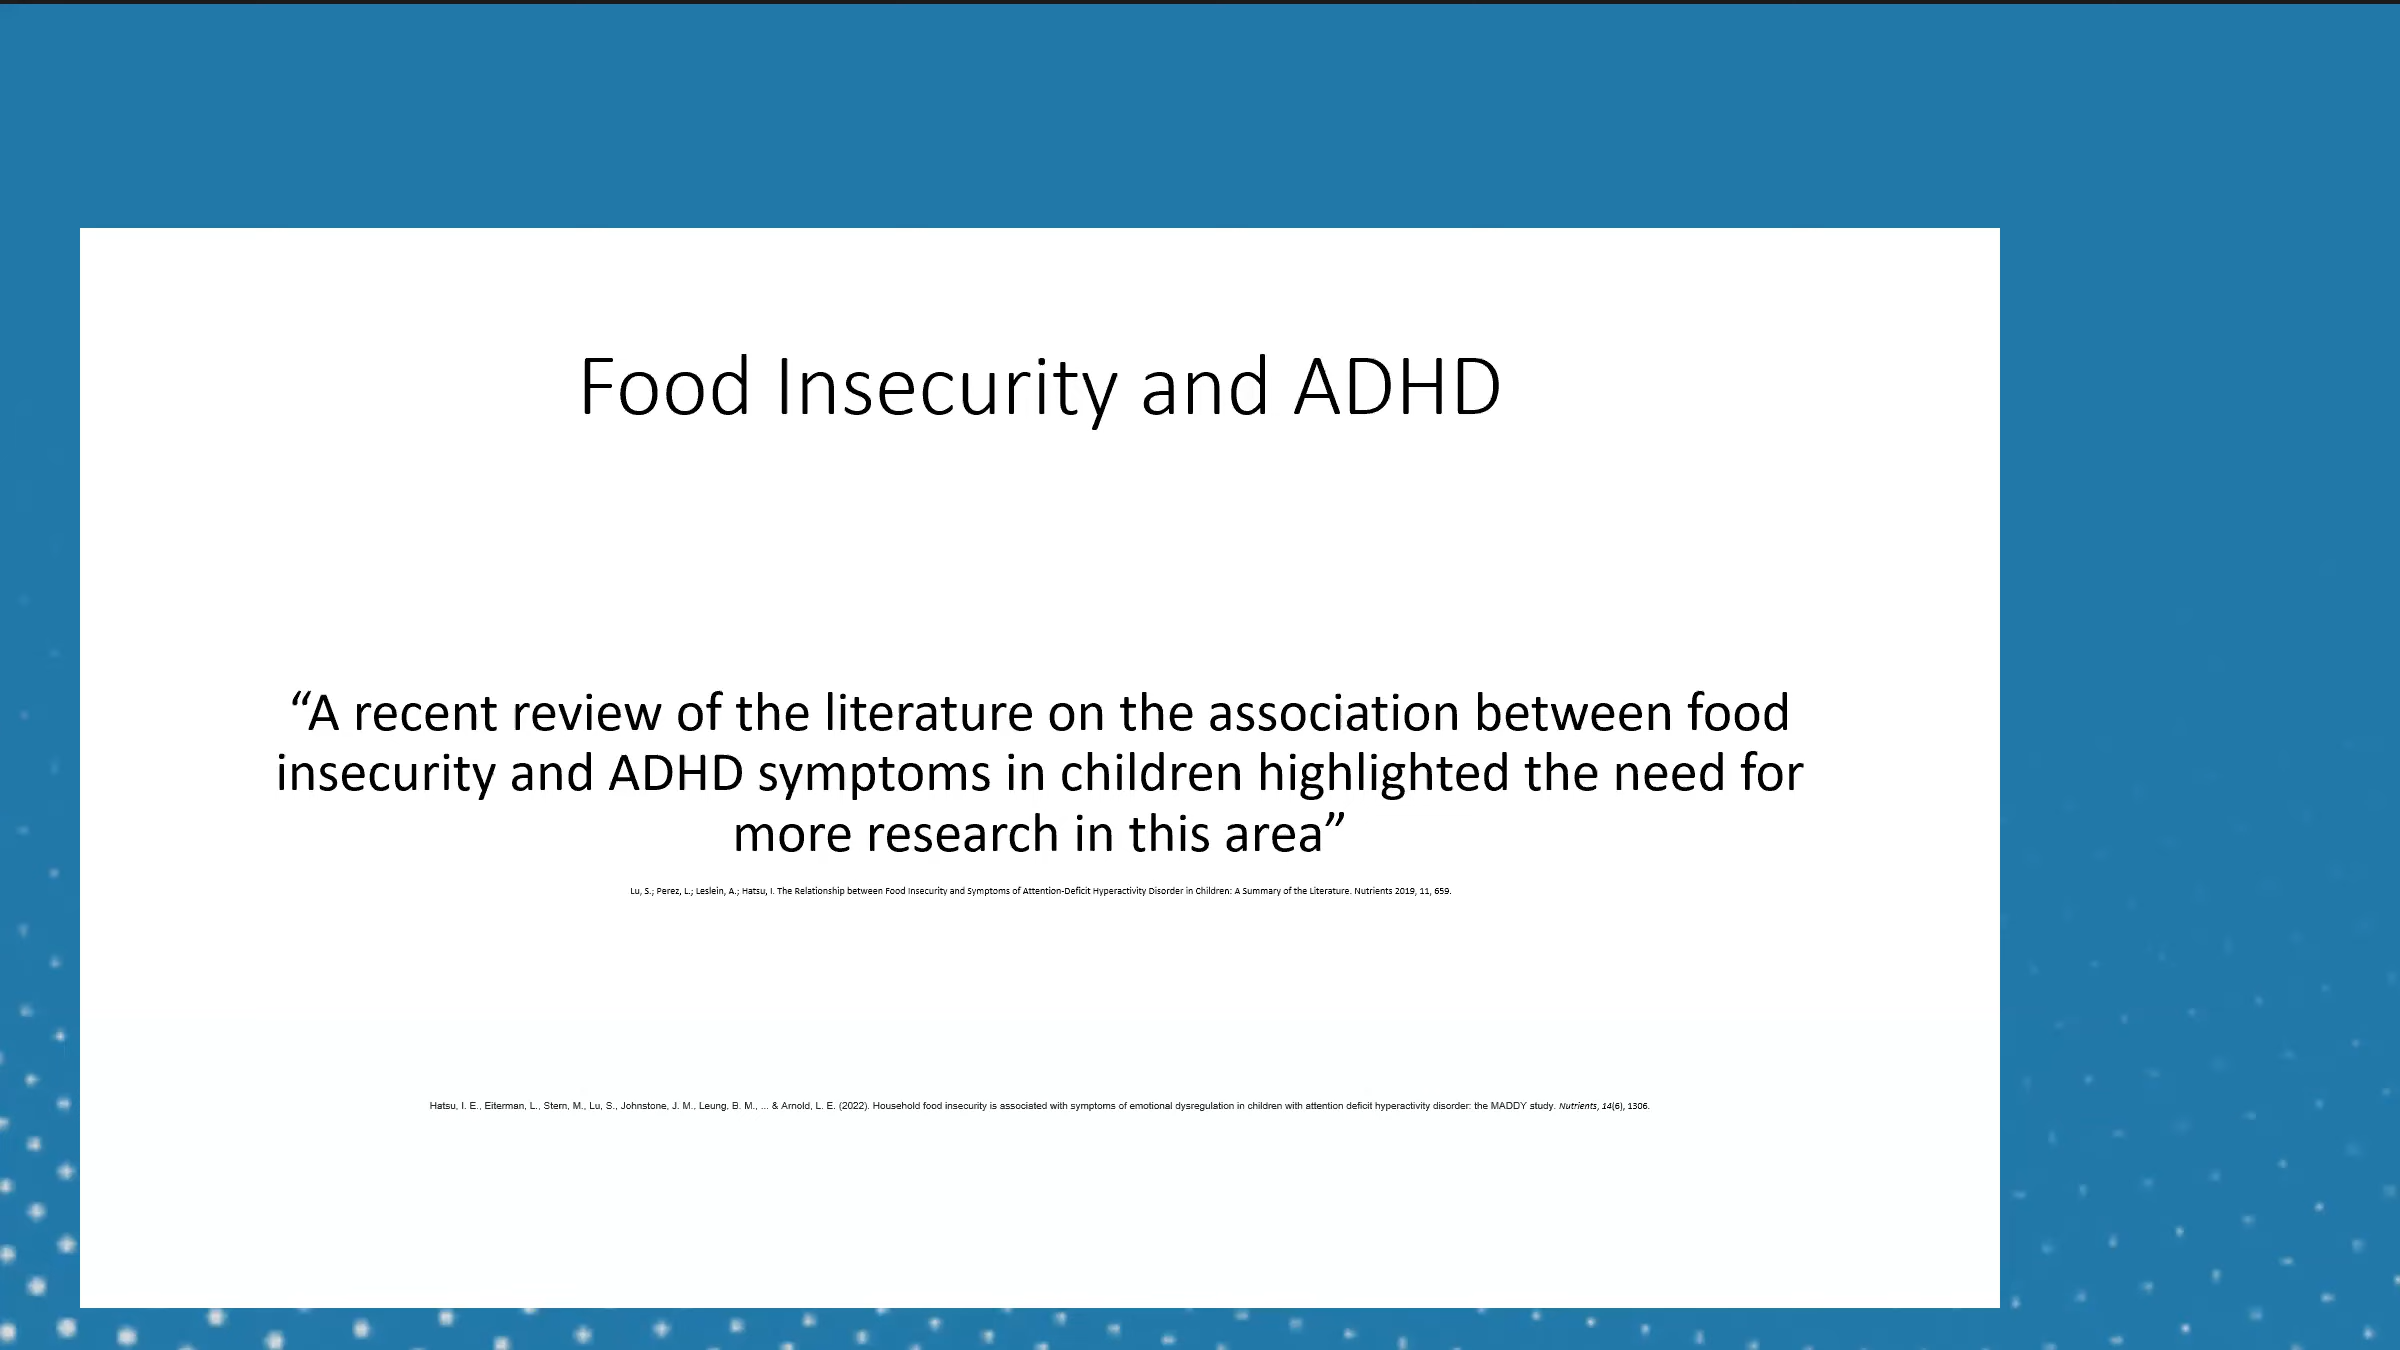 Food Insecurity and ADHD
“A recent review of the literature on the association between food
insecurity and ADHD symptoms in children highlighted the need for
more research in this area”
Lu, S.; Perez, L.; Leslein, A.; Hatsu, I. The Relationship between Food Insecurity and Symptoms of Attention-Deficit Hyperactivity Disorder in Children: A Summary of the Literature. Nutrients 2019, 11, 659.
Hatsu, I. E., Eiterman, L., Stern, M., Lu, S., Johnstone, J. M., Leung, B. M., ... & Arnold, L. E. (2022). Household food insecurity is associated with symptoms of emotional dysregulation in children with attention deficit hyperactivity disorder: the MADDY study. Nutrients, 14(6), 1306.